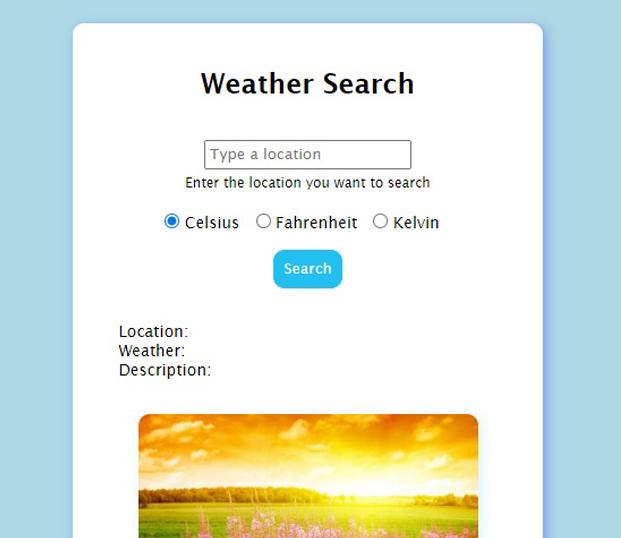 Weather Search
Type a location
Enter the location you want to search
Celsius Fahrenheit Kelvin
Search
Location:
Weather:
Description: